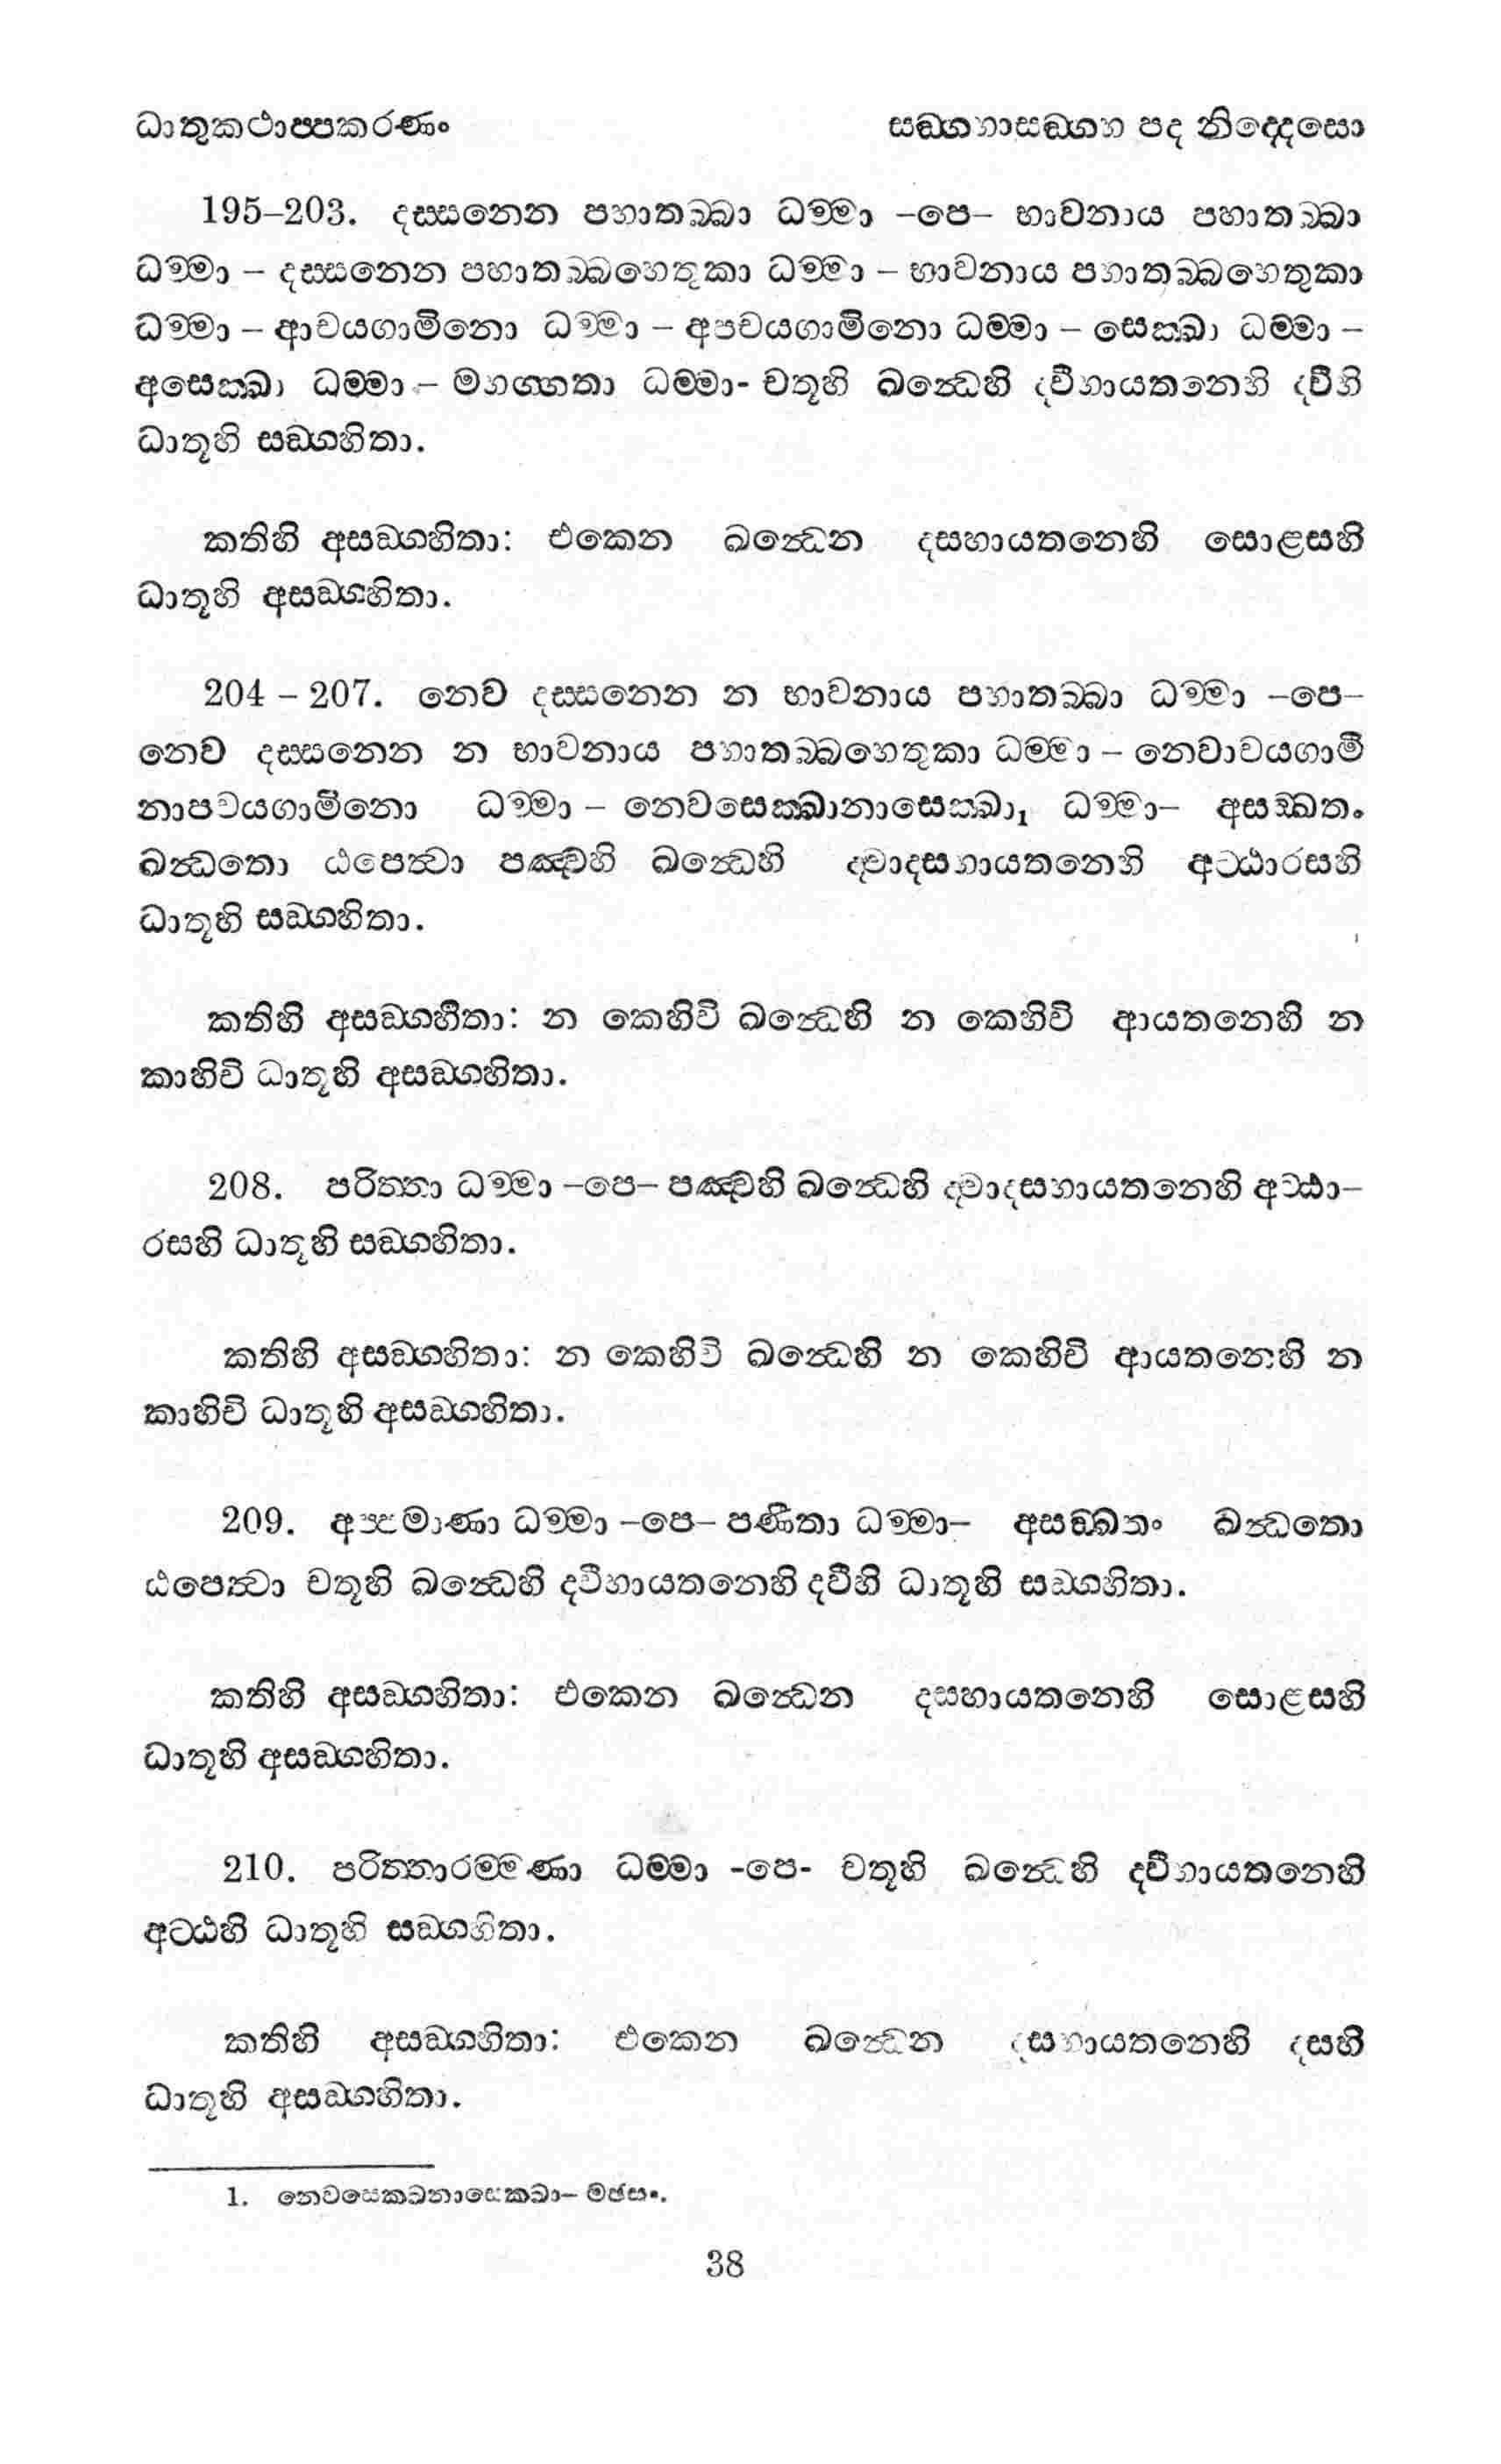 ධාතුකථාප්පකරණං සඞ්ගහාසඞ්ගහ පද නිද්දෙසො
195–203. දස්සනෙන පහාතබ්බා ධම්මා –පෙ– භාවනාය පහාතබ්බා
ධම්මා – දස්සනෙන පහාතබ්බහෙතුකා ධම්මා – භාවනාය පහාතබ්බහෙතුකා
ධම්මා – ආචයගාමිනො ධම්මා – අපචයගාමිනො ධම්මා – සෙක්ඛා ධම්මා –
අසෙක්ඛා ධම්මා – මහග්ගතා ධම්මා- චතූහි ඛන්ධෙහි ද්වීහායතනෙහි ද්වීහි
ධාතූහි සඞ්ගහිතා.
කතිහි අසඞ්ගහිතා: එකෙන ඛන්ධෙන දසහායතනෙහි සොළසහි
ධාතූහි අසඞ්ගහිතා.
204 – 207. නෙව දස්සනෙන න භාවනාය පහාතබ්බා ධම්මා –පෙ–
නෙව දස්සනෙන න භාවනාය පහාතබ්බහෙතුකා ධම්මා – නෙවාචයගාමී
නාපචයගාමිනො ධම්මා – නෙවසෙක්ඛානාසෙක්ඛා₁ ධම්මා– අසඞ්ඛතං
ඛන්ධතො ඨපෙත්වා පඤ්චහි ඛන්ධෙහි ද්වාදසහායතනෙහි අට්ඨාරසහි
ධාතූහි සඞ්ගහිතා.
කතිහි අසඞ්ගහීතා: න කෙහිචි ඛන්ධෙහි න කෙහිචි ආයතනෙහි න
කාහිචි ධාතූහි අසඞ්ගහිතා.
208. පරිත්තා ධම්මා –පෙ– පඤ්චහි ඛන්ධෙහි ද්වාදසහායතනෙහි අට්ඨා–
රසහි ධාතූහි සඞ්ගහිතා.
කතිහි අසඞ්ගහිතා: න කෙහිචි ඛන්ධෙහි න කෙහිචි ආයතනෙහි න
කාහිචි ධාතූහි අසඞ්ගහිතා.
209. අප්පමාණා ධම්මා –පෙ– පණීතා ධම්මා– අසඞ්ඛතං ඛන්ධතො
ඨපෙත්වා චතූහි ඛන්ධෙහි ද්වීහායතනෙහි ද්වීහි ධාතූහි සඞ්ගහිතා.
කතිහි අසඞ්ගහිතා: එකෙන ඛන්ධෙන දසහායතනෙහි සොළසහි
ධාතූහි අසඞ්ගහිතා.
210. පරිත්තාරම්මණා ධම්මා -පෙ- චතූහි ඛන්ධෙහි ද්වීහායතනෙහි
අට්ඨහි ධාතූහි සඞ්ගහිතා.
කතිහි අසඞ්ගහිතා: එකෙන ඛන්ධෙන දසහායතනෙහි දසහි
ධාතූහි අසඞ්ගහිතා.
1. නෙවසෙක්ඛනාසෙක්ඛා– මඡසං.
38